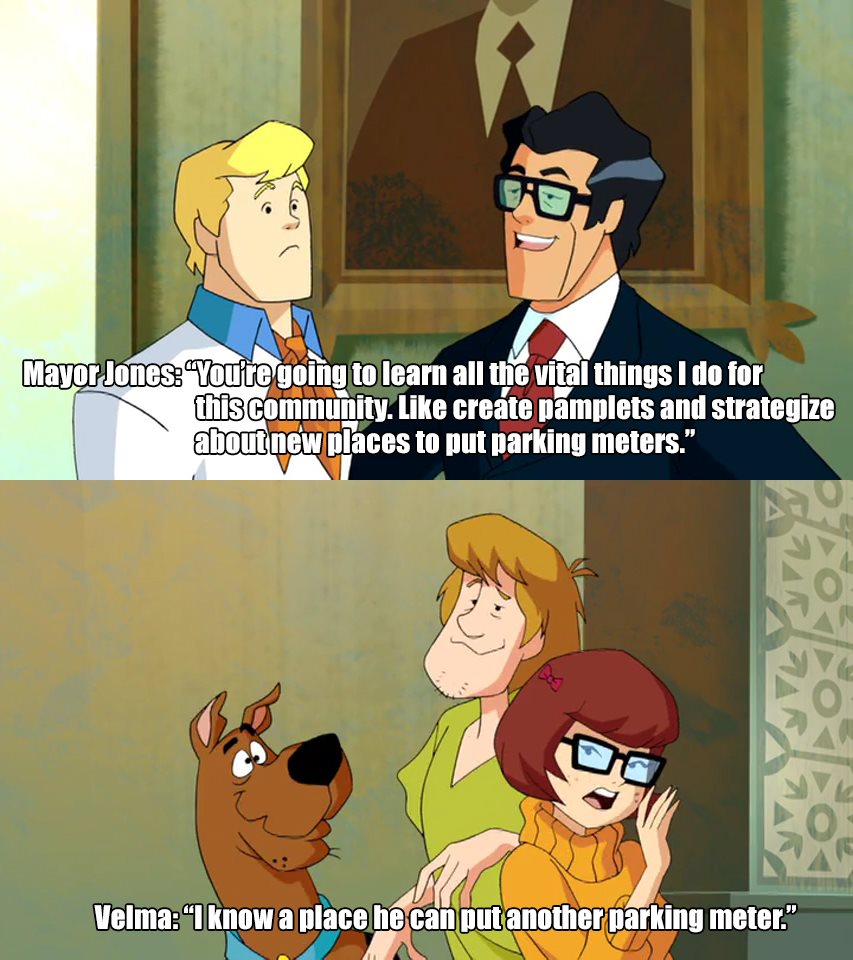 Mayor Jones: “You’re going to learn all the vital things I do for
this community. Like create pamplets and strategize
about new places to put parking meters.”
Velma: “I know a place he can put another parking meter.”